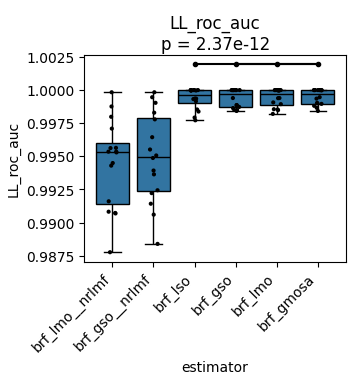 LL_roc_auc
p = 2.37e-12
LL_roc_auc
1.0025
1.0000
0.9975
0.9950
0.9925
0.9900
0.9875
brf_lmo__nrlmf
brf_gso__nrlmf
brf_lso
brf_gso
brf_lmo
brf_gmosa
estimator